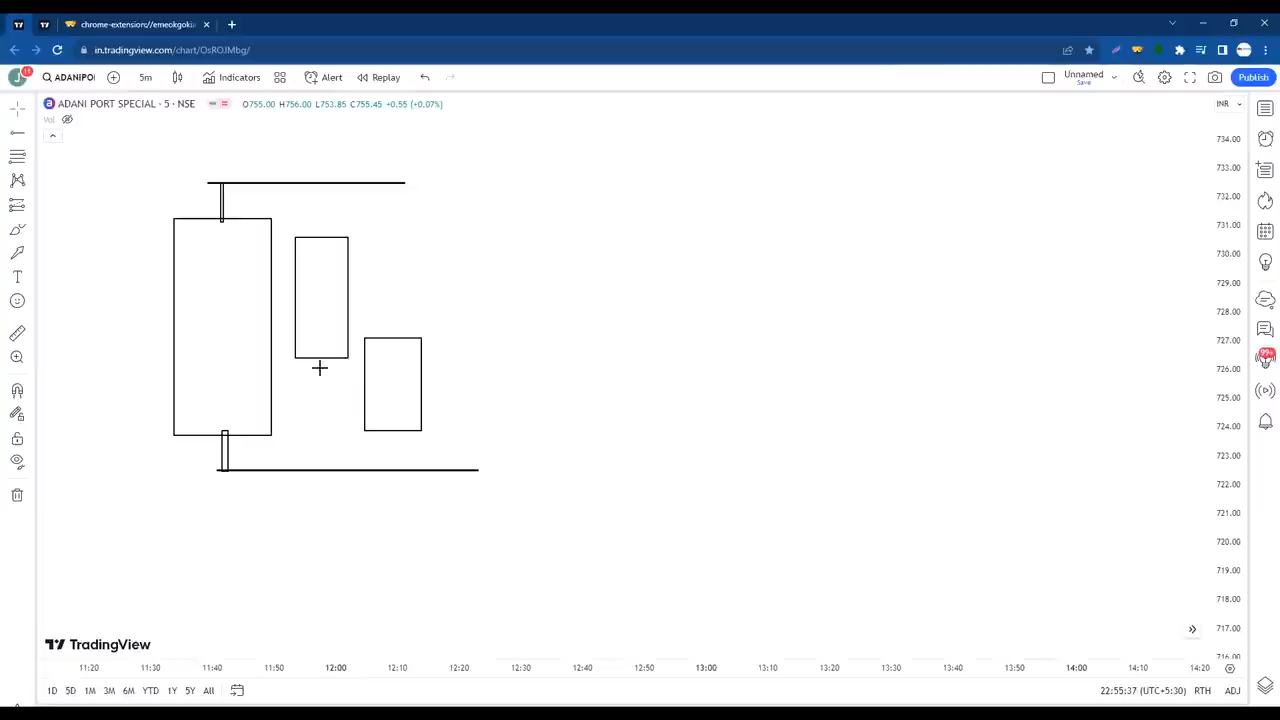 chrome-extension://emeokgokia
in.tradingview.com/chart/OsROJMbg/
J 11 ADANIPO 5m Indicators Alert Replay Unnamed Save Publish
ADANI PORT SPECIAL · 5 · NSE O755.00 H756.00 L753.85 C755.45 +0.55 (+0.07%) INR
Vol
734.00
733.00
732.00
731.00
730.00
729.00
728.00
727.00
726.00
725.00
724.00
723.00
722.00
721.00
720.00
719.00
718.00
717.00
716.00
99+
TradingView
11:20 11:30 11:40 11:50 12:00 12:10 12:20 12:30 12:40 12:50 13:00 13:10 13:20 13:30 13:40 13:50 14:00 14:10 14:20
1D 5D 1M 3M 6M YTD 1Y 5Y All 22:55:37 (UTC+5:30) RTH ADJ